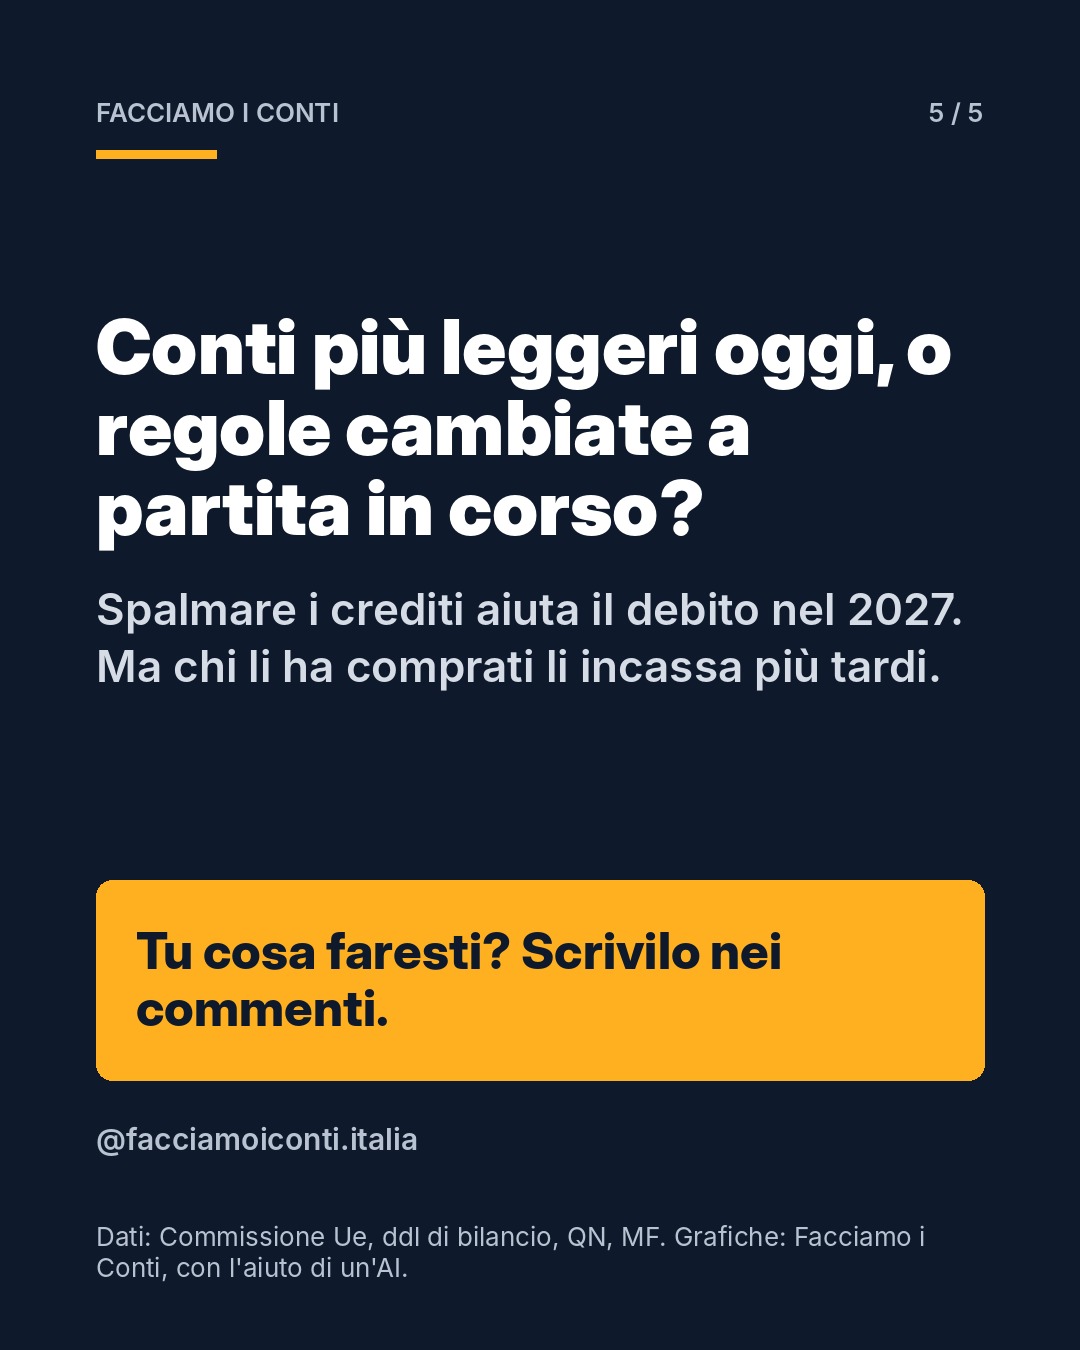 FACCIAMO I CONTI
5 / 5
Conti più leggeri oggi, o
regole cambiate a
partita in corso?
Spalmare i crediti aiuta il debito nel 2027.
Ma chi li ha comprati li incassa più tardi.
Tu cosa faresti? Scrivilo nei
commenti.
@facciamoiconti.italia
Dati: Commissione Ue, ddl di bilancio, QN, MF. Grafiche: Facciamo i
Conti, con l'aiuto di un'AI.